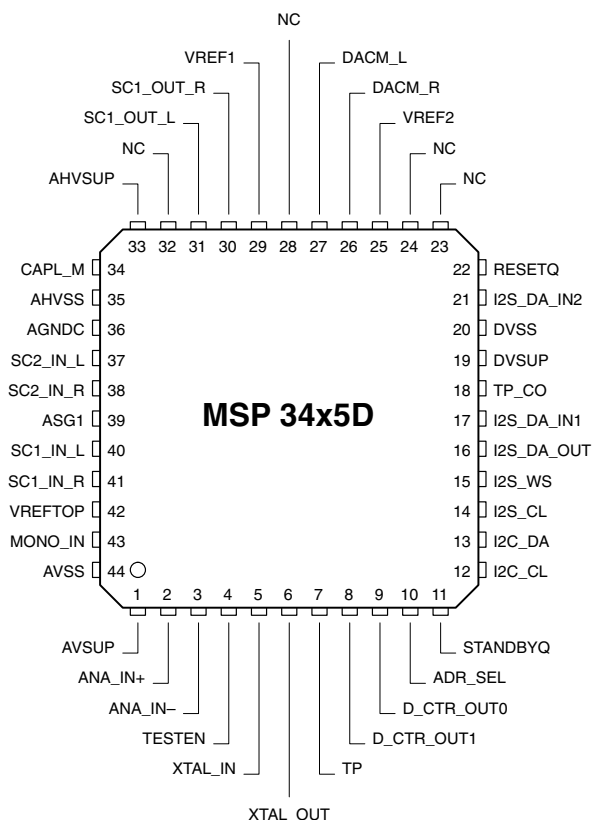 NC
VREF1
DACM_L
SC1_OUT_R
DACM_R
SC1_OUT_L
VREF2
NC
NC
AHVSUP
NC
33 32 31 30 29 28 27 26 25 24 23
CAPL_M 34
22 RESETQ
AHVSS 35
21 I2S_DA_IN2
AGNDC 36
20 DVSS
SC2_IN_L 37
19 DVSUP
SC2_IN_R 38
18 TP_CO
MSP 34x5D
ASG1 39
17 I2S_DA_IN1
SC1_IN_L 40
16 I2S_DA_OUT
SC1_IN_R 41
15 I2S_WS
VREFTOP 42
14 I2S_CL
MONO_IN 43
13 I2C_DA
AVSS 44
12 I2C_CL
1 2 3 4 5 6 7 8 9 10 11
AVSUP
STANDBYQ
ANA_IN+
ADR_SEL
ANA_IN−
D_CTR_OUT0
TESTEN
D_CTR_OUT1
XTAL_IN
TP
XTAL_OUT